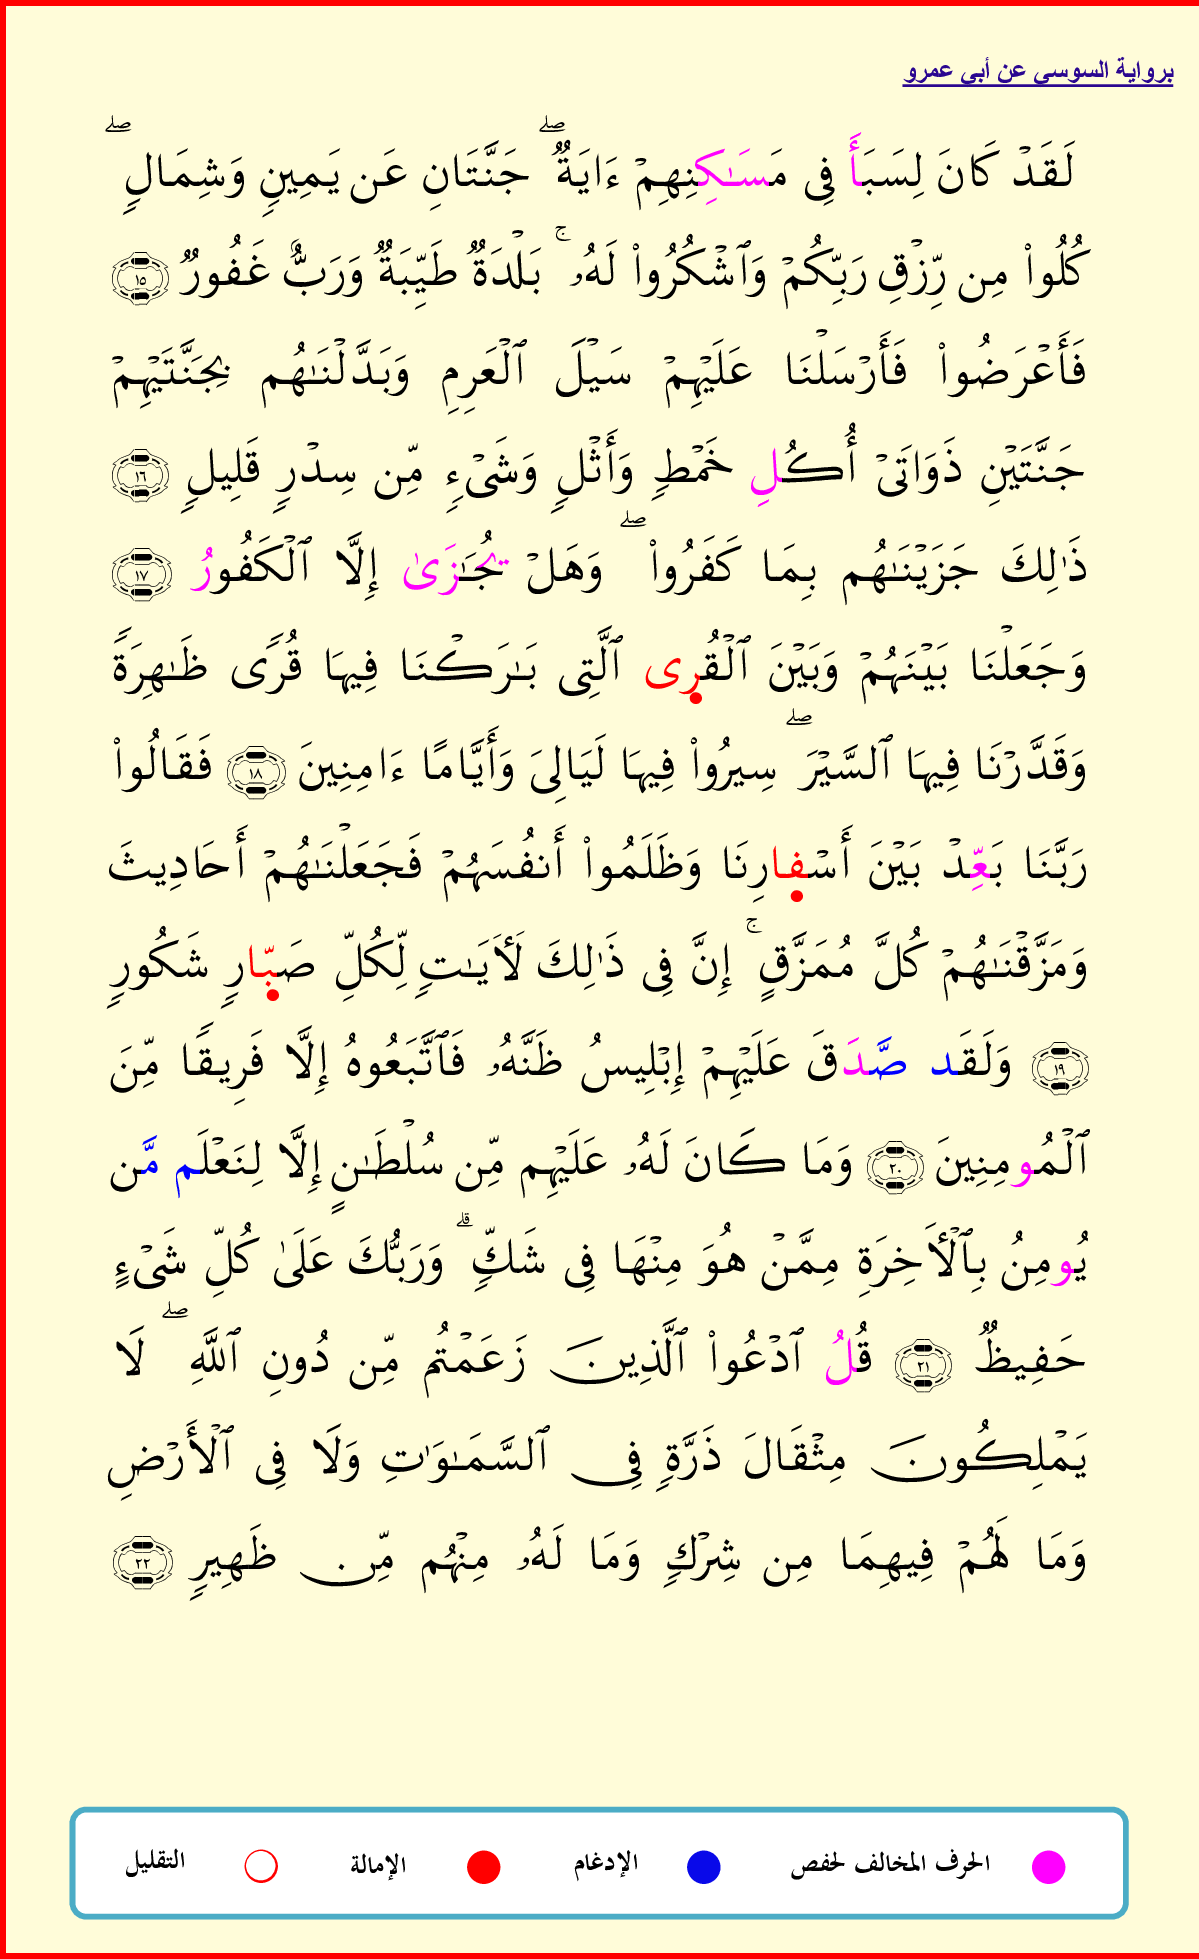 برواية السوسي عن أبي عمرو
لَقَدۡ كَانَ لِسَبَأَ فِي مَسَٰكِنِهِمۡ ءَايَةٞۖ جَنَّتَانِ عَن يَمِينٖ وَشِمَالٖۖ
كُلُواْ مِن رِّزۡقِ رَبِّكُمۡ وَٱشۡكُرُواْ لَهُۥۚ بَلۡدَةٞ طَيِّبَةٞ وَرَبٌّ غَفُورٞ ١٥
فَأَعۡرَضُواْ فَأَرۡسَلۡنَا عَلَيۡهِمۡ سَيۡلَ ٱلۡعَرِمِ وَبَدَّلۡنَٰهُم بِجَنَّتَيۡهِمۡ
جَنَّتَيۡنِ ذَوَاتَيۡ أُكُلِ خَمۡطٖ وَأَثۡلٖ وَشَيۡءٖ مِّن سِدۡرٖ قَلِيلٖ ١٦
ذَٰلِكَ جَزَيۡنَٰهُم بِمَا كَفَرُواْۖ وَهَلۡ يُجَٰزَىٰ إِلَّا ٱلۡكَفُورُ ١٧
وَجَعَلۡنَا بَيۡنَهُمۡ وَبَيۡنَ ٱلۡقُرِى ٱلَّتِي بَٰرَكۡنَا فِيهَا قُرٗى ظَٰهِرَةٗ
وَقَدَّرۡنَا فِيهَا ٱلسَّيۡرَۖ سِيرُواْ فِيهَا لَيَالِيَ وَأَيَّامًا ءَامِنِينَ ١٨ فَقَالُواْ
رَبَّنَا بَعِّدۡ بَيۡنَ أَسۡفارِنَا وَظَلَمُواْ أَنفُسَهُمۡ فَجَعَلۡنَٰهُمۡ أَحَادِيثَ
وَمَزَّقۡنَٰهُمۡ كُلَّ مُمَزَّقٍۚ إِنَّ فِي ذَٰلِكَ لَأٓيَٰتٖ لِّكُلِّ صَبّارٖ شَكُورٖ
١٩ وَلَقَد صَّدَقَ عَلَيۡهِمۡ إِبۡلِيسُ ظَنَّهُۥ فَٱتَّبَعُوهُ إِلَّا فَرِيقٗا مِّنَ
ٱلۡمُومِنِينَ ٢٠ وَمَا كَانَ لَهُۥ عَلَيۡهِم مِّن سُلۡطَٰنٍ إِلَّا لِنَعۡلَم مَّن
يُومِنُ بِٱلۡأٓخِرَةِ مِمَّنۡ هُوَ مِنۡهَا فِي شَكّٖۗ وَرَبُّكَ عَلَىٰ كُلِّ شَيۡءٍ
حَفِيظٞ ٢١ قُلُ ٱدۡعُواْ ٱلَّذِينَ زَعَمۡتُم مِّن دُونِ ٱللَّهِۖ لَا
يَمۡلِكُونَ مِثۡقَالَ ذَرَّةٖ فِي ٱلسَّمَٰوَٰتِ وَلَا فِي ٱلۡأَرۡضِ
وَمَا لَهُمۡ فِيهِمَا مِن شِرۡكٖ وَمَا لَهُۥ مِنۡهُم مِّن ظَهِيرٖ ٢٢
الحرف المخالف لحفص الإدغام الإمالة التقليل